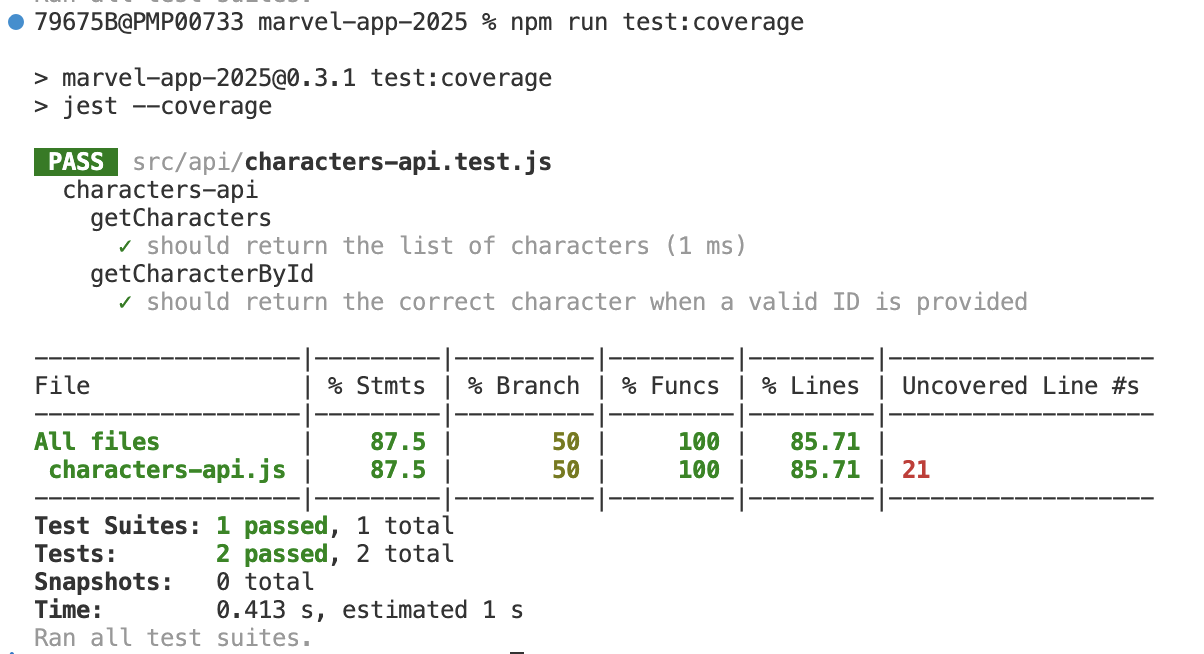 Ran all test suites.
79675B@PMP00733 marvel-app-2025 % npm run test:coverage
> marvel-app-2025@0.3.1 test:coverage
> jest --coverage
PASS src/api/characters-api.test.js
characters-api
getCharacters
✓ should return the list of characters (1 ms)
getCharacterById
✓ should return the correct character when a valid ID is provided
-------------------|---------|----------|---------|---------|-------------------
File | % Stmts | % Branch | % Funcs | % Lines | Uncovered Line #s
-------------------|---------|----------|---------|---------|-------------------
All files | 87.5 | 50 | 100 | 85.71 |
characters-api.js | 87.5 | 50 | 100 | 85.71 | 21
-------------------|---------|----------|---------|---------|-------------------
Test Suites: 1 passed, 1 total
Tests: 2 passed, 2 total
Snapshots: 0 total
Time: 0.413 s, estimated 1 s
Ran all test suites.